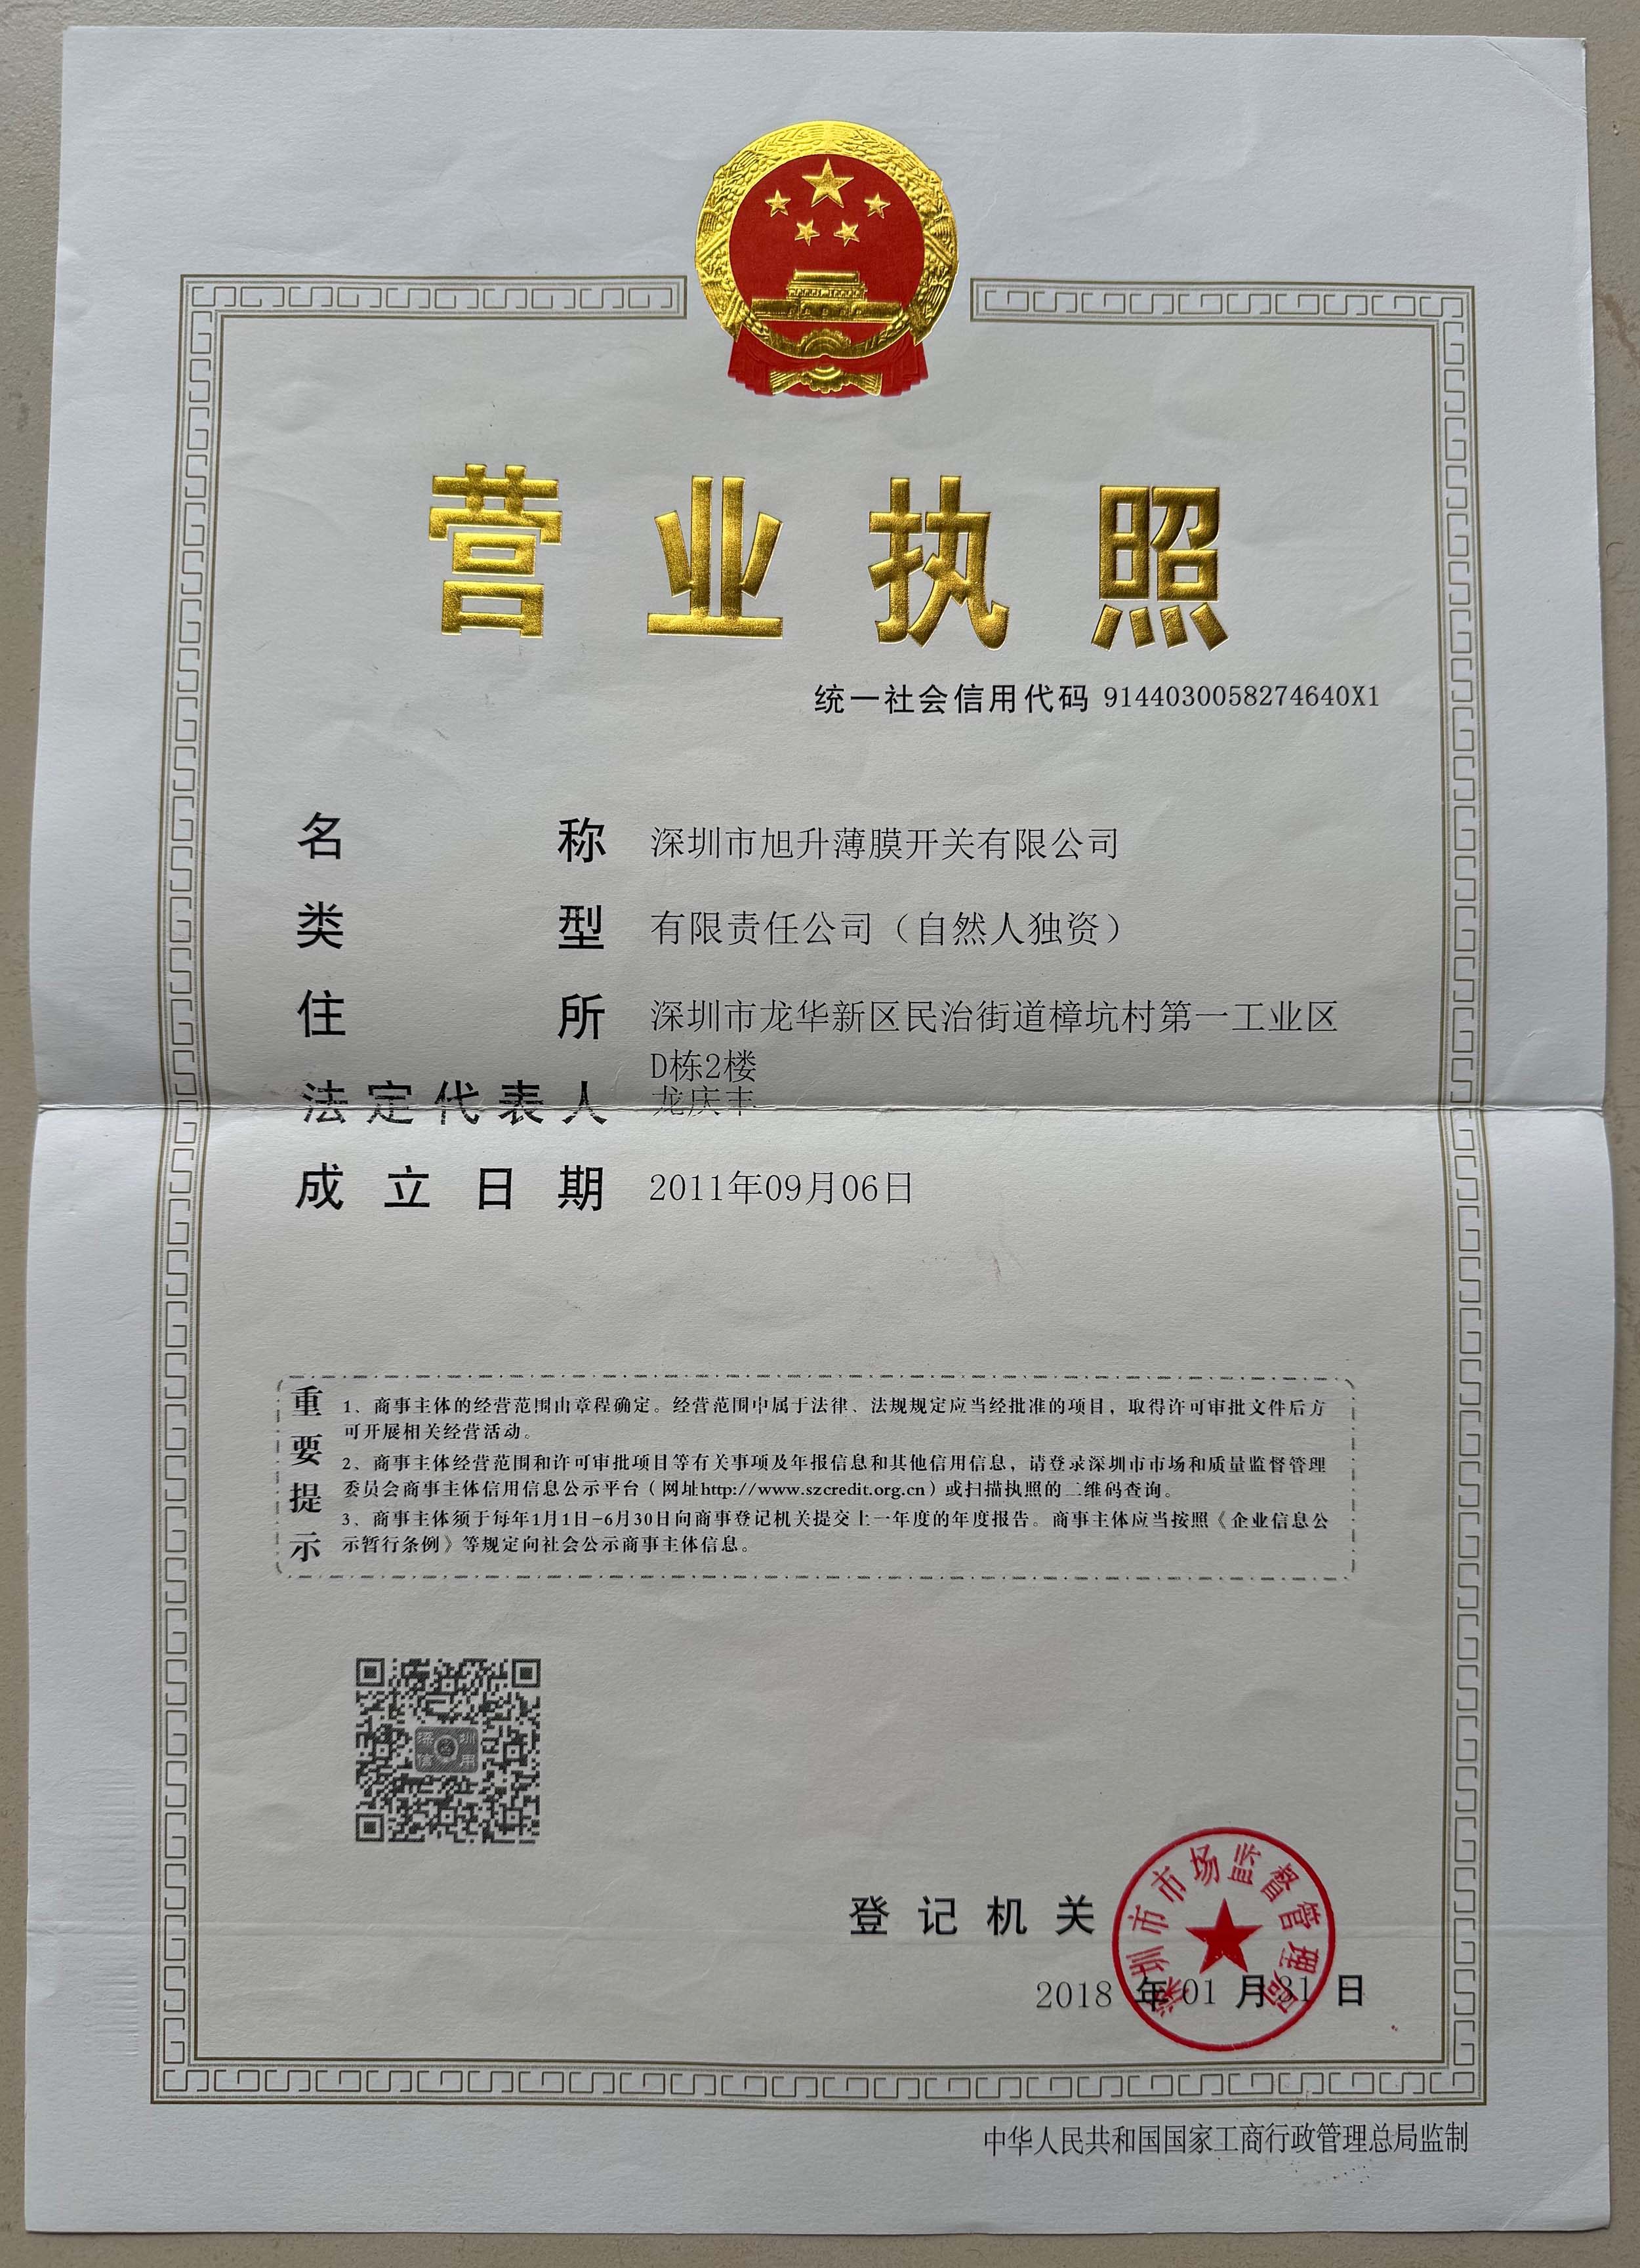 营业执照
统一社会信用代码 9144030058274640X1
名称 深圳市旭升薄膜开关有限公司
类型 有限责任公司（自然人独资）
住所 深圳市龙华新区民治街道樟坑村第一工业区
D栋2楼
法定代表人 龙庆丰
成立日期 2011年09月06日
重要提示
1、商事主体的经营范围由章程确定。经营范围中属于法律、法规规定应当经批准的项目，取得许可审批文件后方
可开展相关经营活动。
2、商事主体经营范围和许可审批项目等有关事项及年报信息和其他信用信息，请登录深圳市市场和质量监督管理
委员会商事主体信用信息公示平台（网址http://www.szcredit.org.cn）或扫描执照的二维码查询。
3、商事主体须于每年1月1日-6月30日向商事登记机关提交上一年度的年度报告。商事主体应当按照《企业信息公
示暂行条例》等规定向社会公示商事主体信息。
深圳
信用
登记机关
深圳市市场监督管理局
2018年01月31日
中华人民共和国国家工商行政管理总局监制